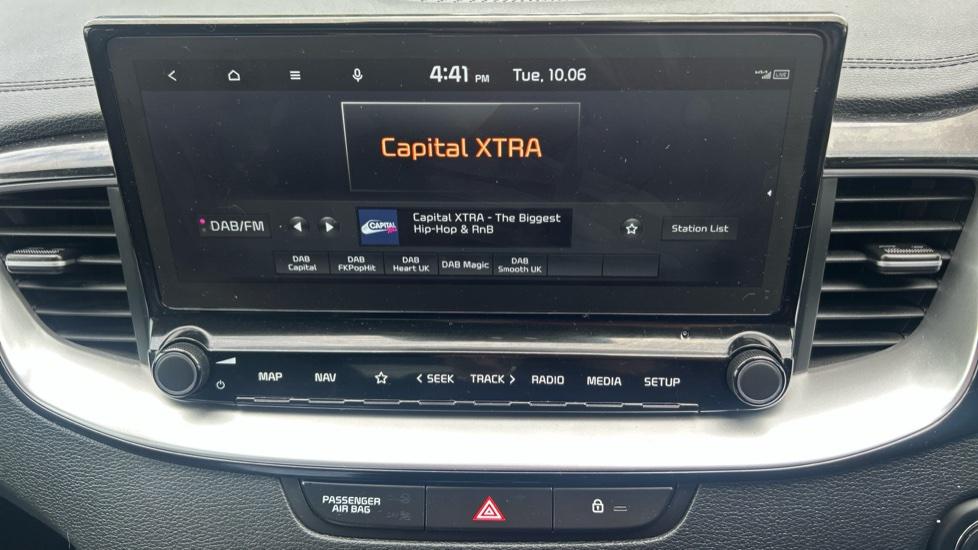 4:41 PM Tue, 10.06
LIVE
Capital XTRA
DAB/FM
CAPITAL
Capital XTRA - The Biggest
Hip-Hop & RnB
Station List
DAB
Capital
DAB
FKPopHit
DAB
Heart UK
DAB Magic
DAB
Smooth UK
MAP NAV < SEEK TRACK > RADIO MEDIA SETUP
PASSENGER
AIR BAG